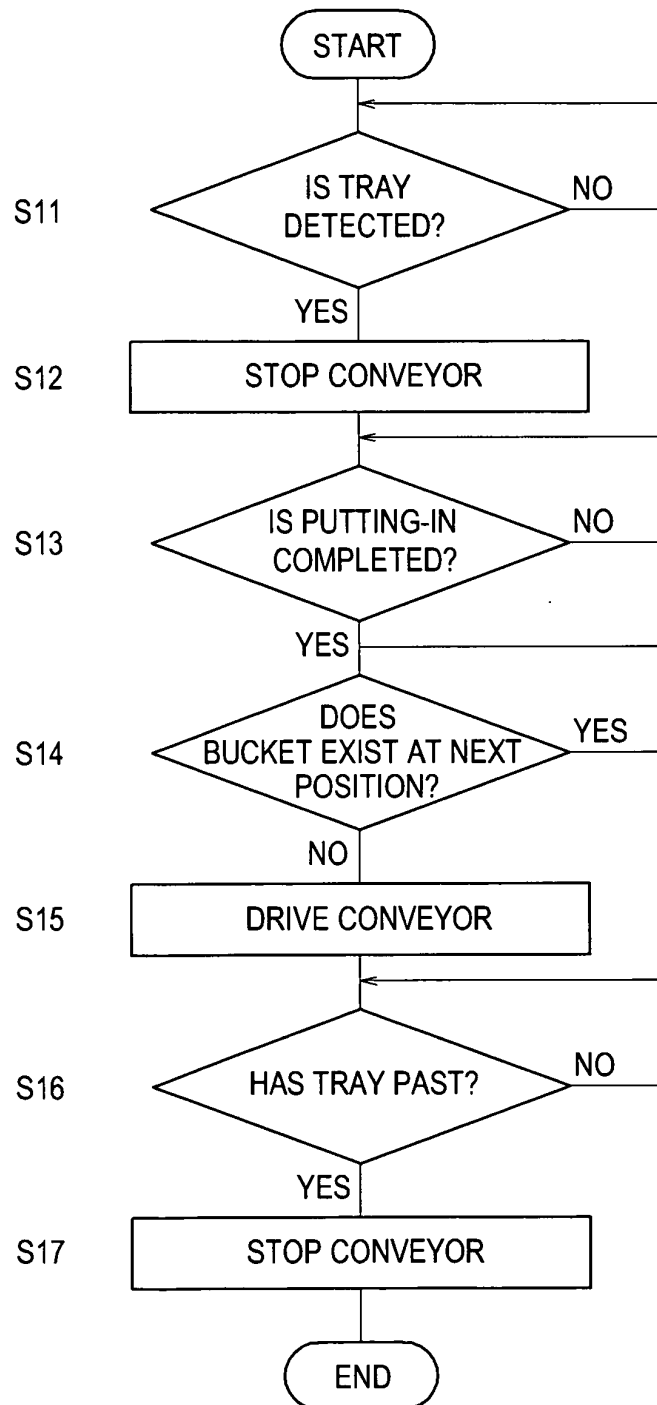 START
S11
IS TRAY
DETECTED?
NO
YES
S12
STOP CONVEYOR
S13
IS PUTTING-IN
COMPLETED?
NO
YES
S14
DOES
BUCKET EXIST AT NEXT
POSITION?
YES
NO
S15
DRIVE CONVEYOR
S16
HAS TRAY PAST?
NO
YES
S17
STOP CONVEYOR
END